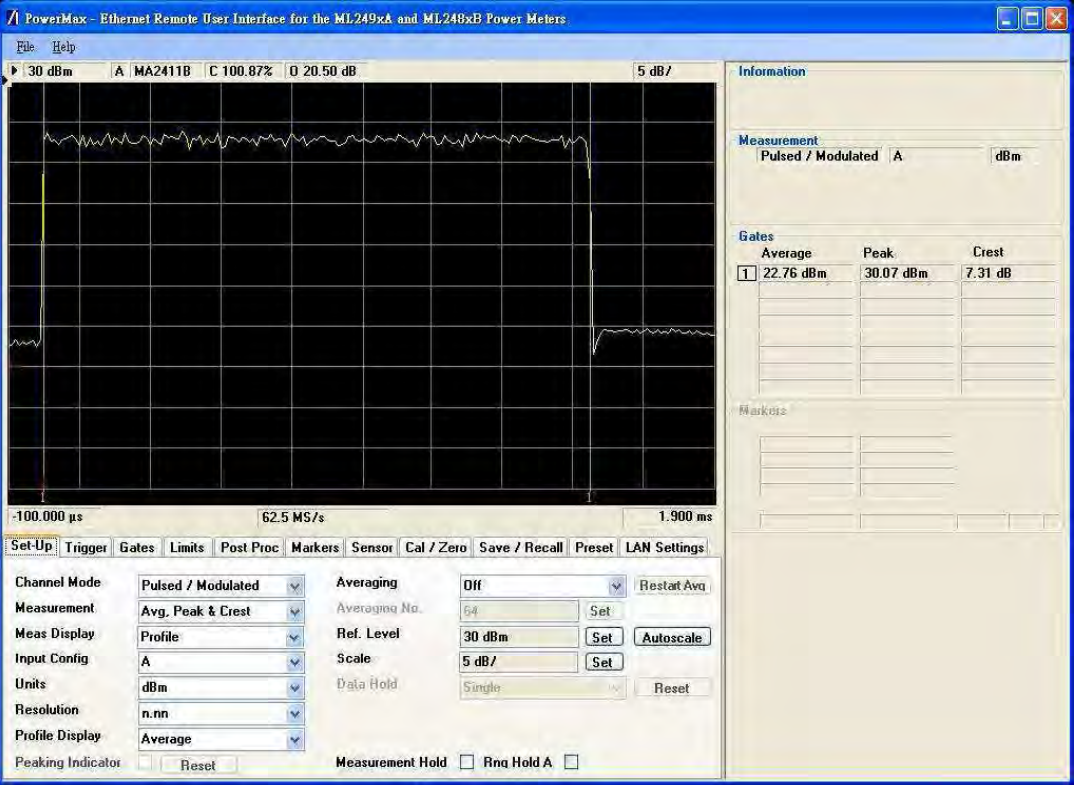 PowerMax - Ethernet Remote User Interface for the ML249xA and ML248xB Power Meters
File Help
30 dBm A MA2411B C 100.87% O 20.50 dB 5 dB/
1 1
-100.000 µs 62.5 MS/s 1.900 ms
Information
Measurement
Pulsed / Modulated A dBm
Gates
Average Peak Crest
1 22.76 dBm 30.07 dBm 7.31 dB
Markers
Set-Up Trigger Gates Limits Post Proc Markers Sensor Cal / Zero Save / Recall Preset LAN Settings
Channel Mode Pulsed / Modulated Averaging Off Restart Avg
Measurement Avg, Peak & Crest Averaging No. 64 Set
Meas Display Profile Ref. Level 30 dBm Set Autoscale
Input Config A Scale 5 dB/ Set
Units dBm Data Hold Single Reset
Resolution n.nn
Profile Display Average
Peaking Indicator Reset Measurement Hold Rng Hold A